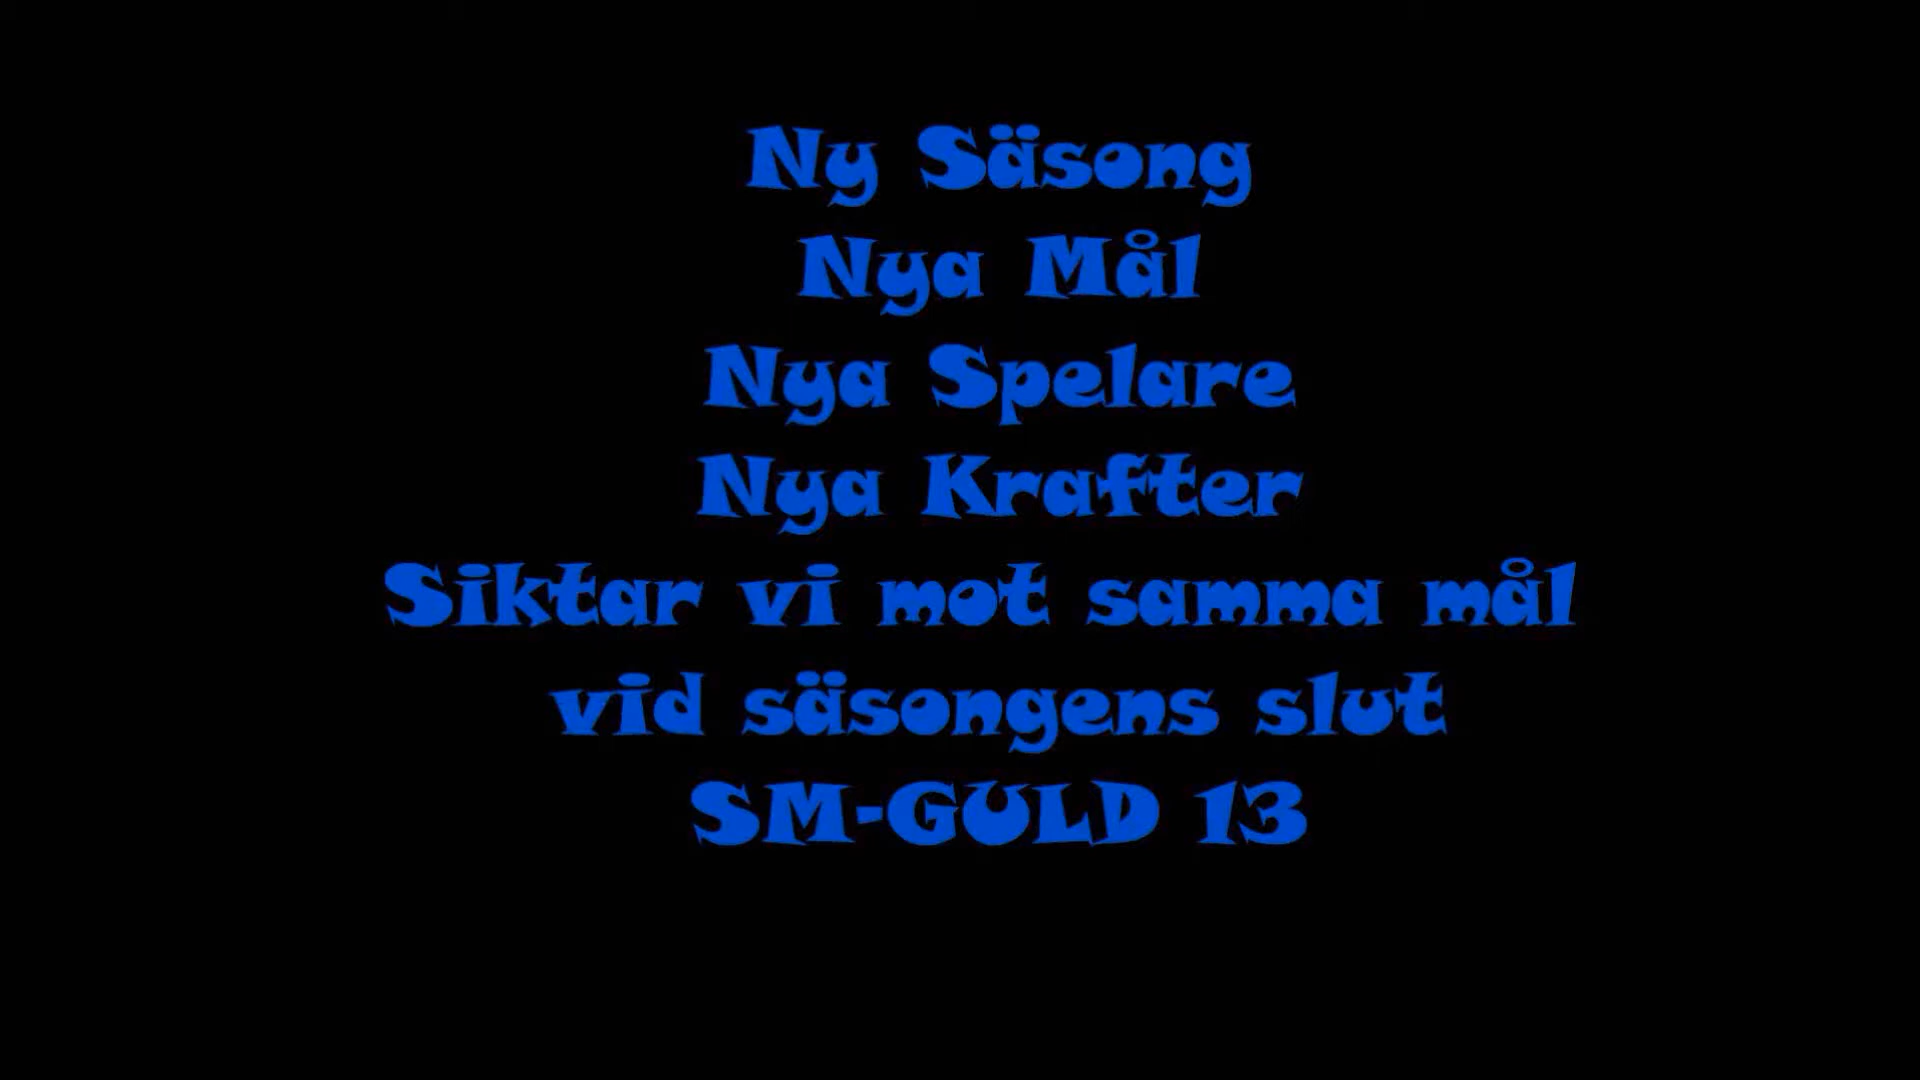 Ny Säsong
Nya Mål
Nya Spelare
Nya Krafter
Siktar vi mot samma mål
vid säsongens slut
SM-GULD 13